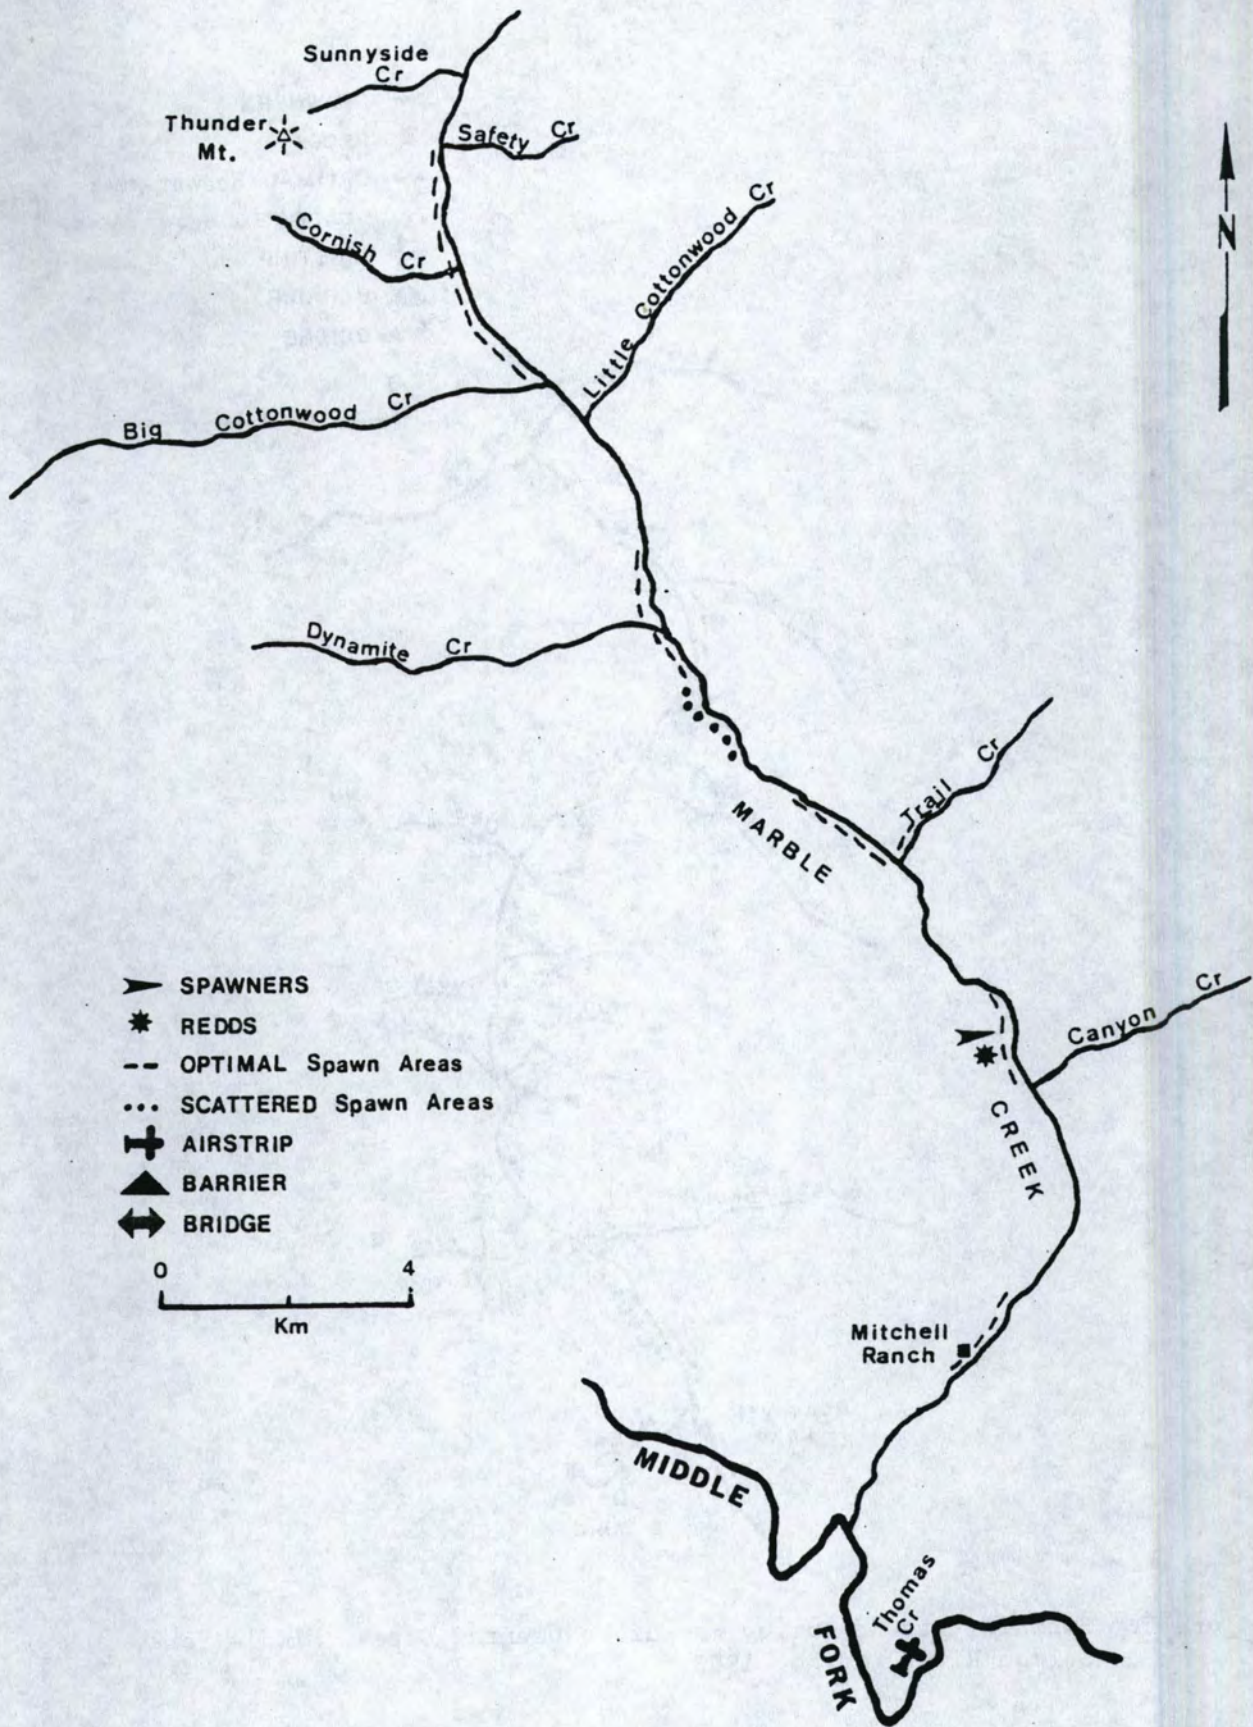 Sunnyside
Cr
Thunder
Mt.
Safety Cr
Cornish Cr
Little Cottonwood Cr
N
Big Cottonwood Cr
Dynamite Cr
Trail Cr
MARBLE
CREEK
Canyon Cr
SPAWNERS
REDDS
OPTIMAL Spawn Areas
SCATTERED Spawn Areas
AIRSTRIP
BARRIER
BRIDGE
0 4
Km
Mitchell
Ranch
MIDDLE
FORK
Thomas
Cr